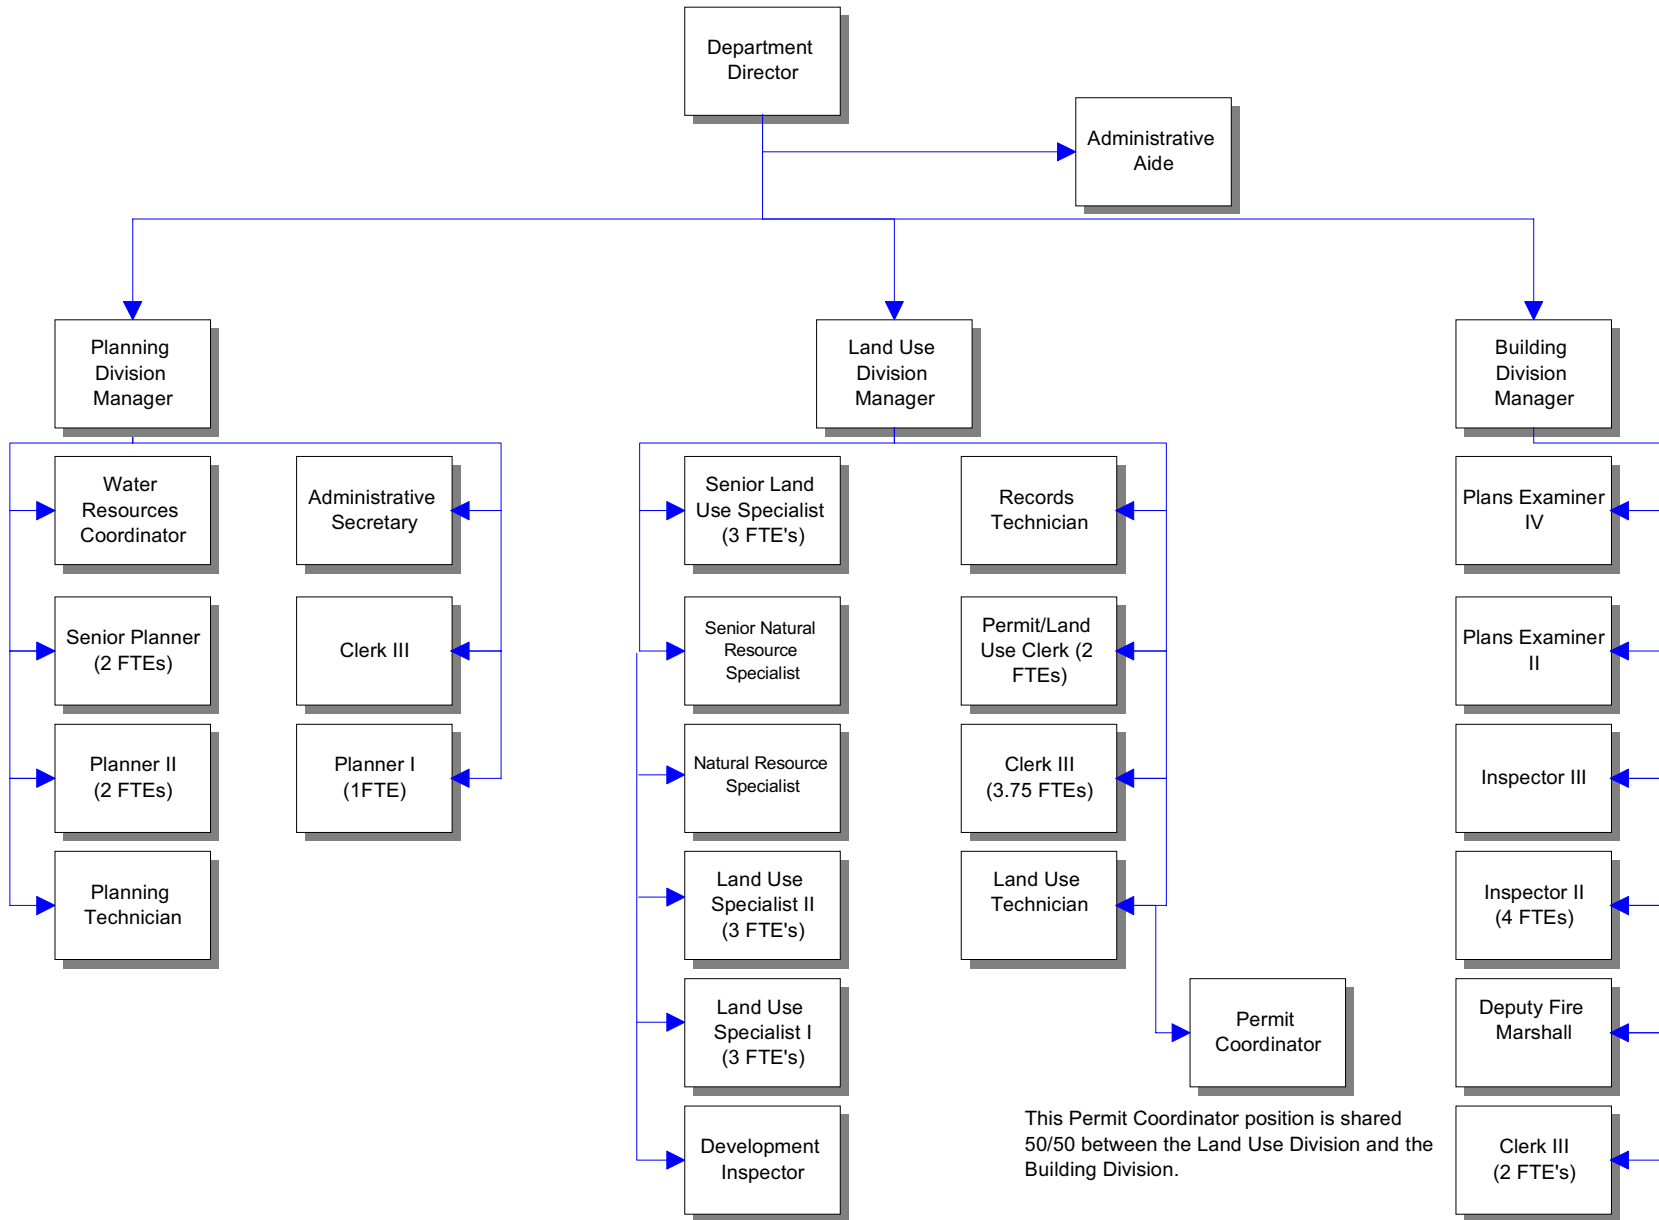 Department
Director
Administrative
Aide
Planning
Division
Manager
Land Use
Division
Manager
Building
Division
Manager
Water
Resources
Coordinator
Administrative
Secretary
Senior Land
Use Specialist
(3 FTE's)
Records
Technician
Plans Examiner
IV
Senior Planner
(2 FTEs)
Clerk III
Senior Natural
Resource
Specialist
Permit/Land
Use Clerk (2
FTEs)
Plans Examiner
II
Planner II
(2 FTEs)
Planner I
(1FTE)
Natural Resource
Specialist
Clerk III
(3.75 FTEs)
Inspector III
Planning
Technician
Land Use
Specialist II
(3 FTE's)
Land Use
Technician
Inspector II
(4 FTEs)
Land Use
Specialist I
(3 FTE's)
Permit
Coordinator
Deputy Fire
Marshall
Development
Inspector
This Permit Coordinator position is shared
50/50 between the Land Use Division and the
Building Division.
Clerk III
(2 FTE's)